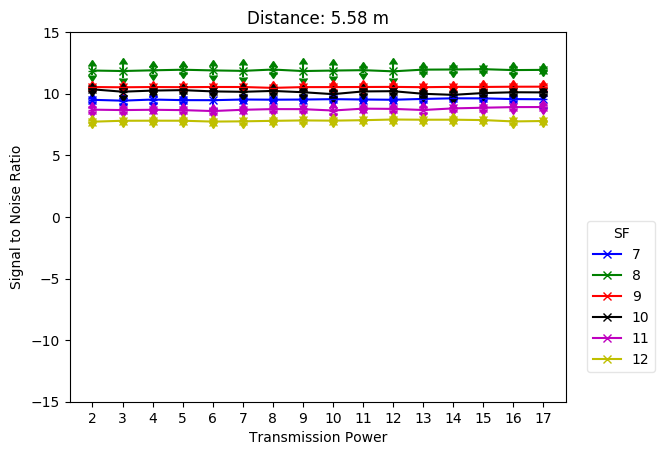 Distance: 5.58 m
15
10
5
0
−5
−10
−15
Signal to Noise Ratio
2 3 4 5 6 7 8 9 10 11 12 13 14 15 16 17
Transmission Power
SF
7
8
9
10
11
12